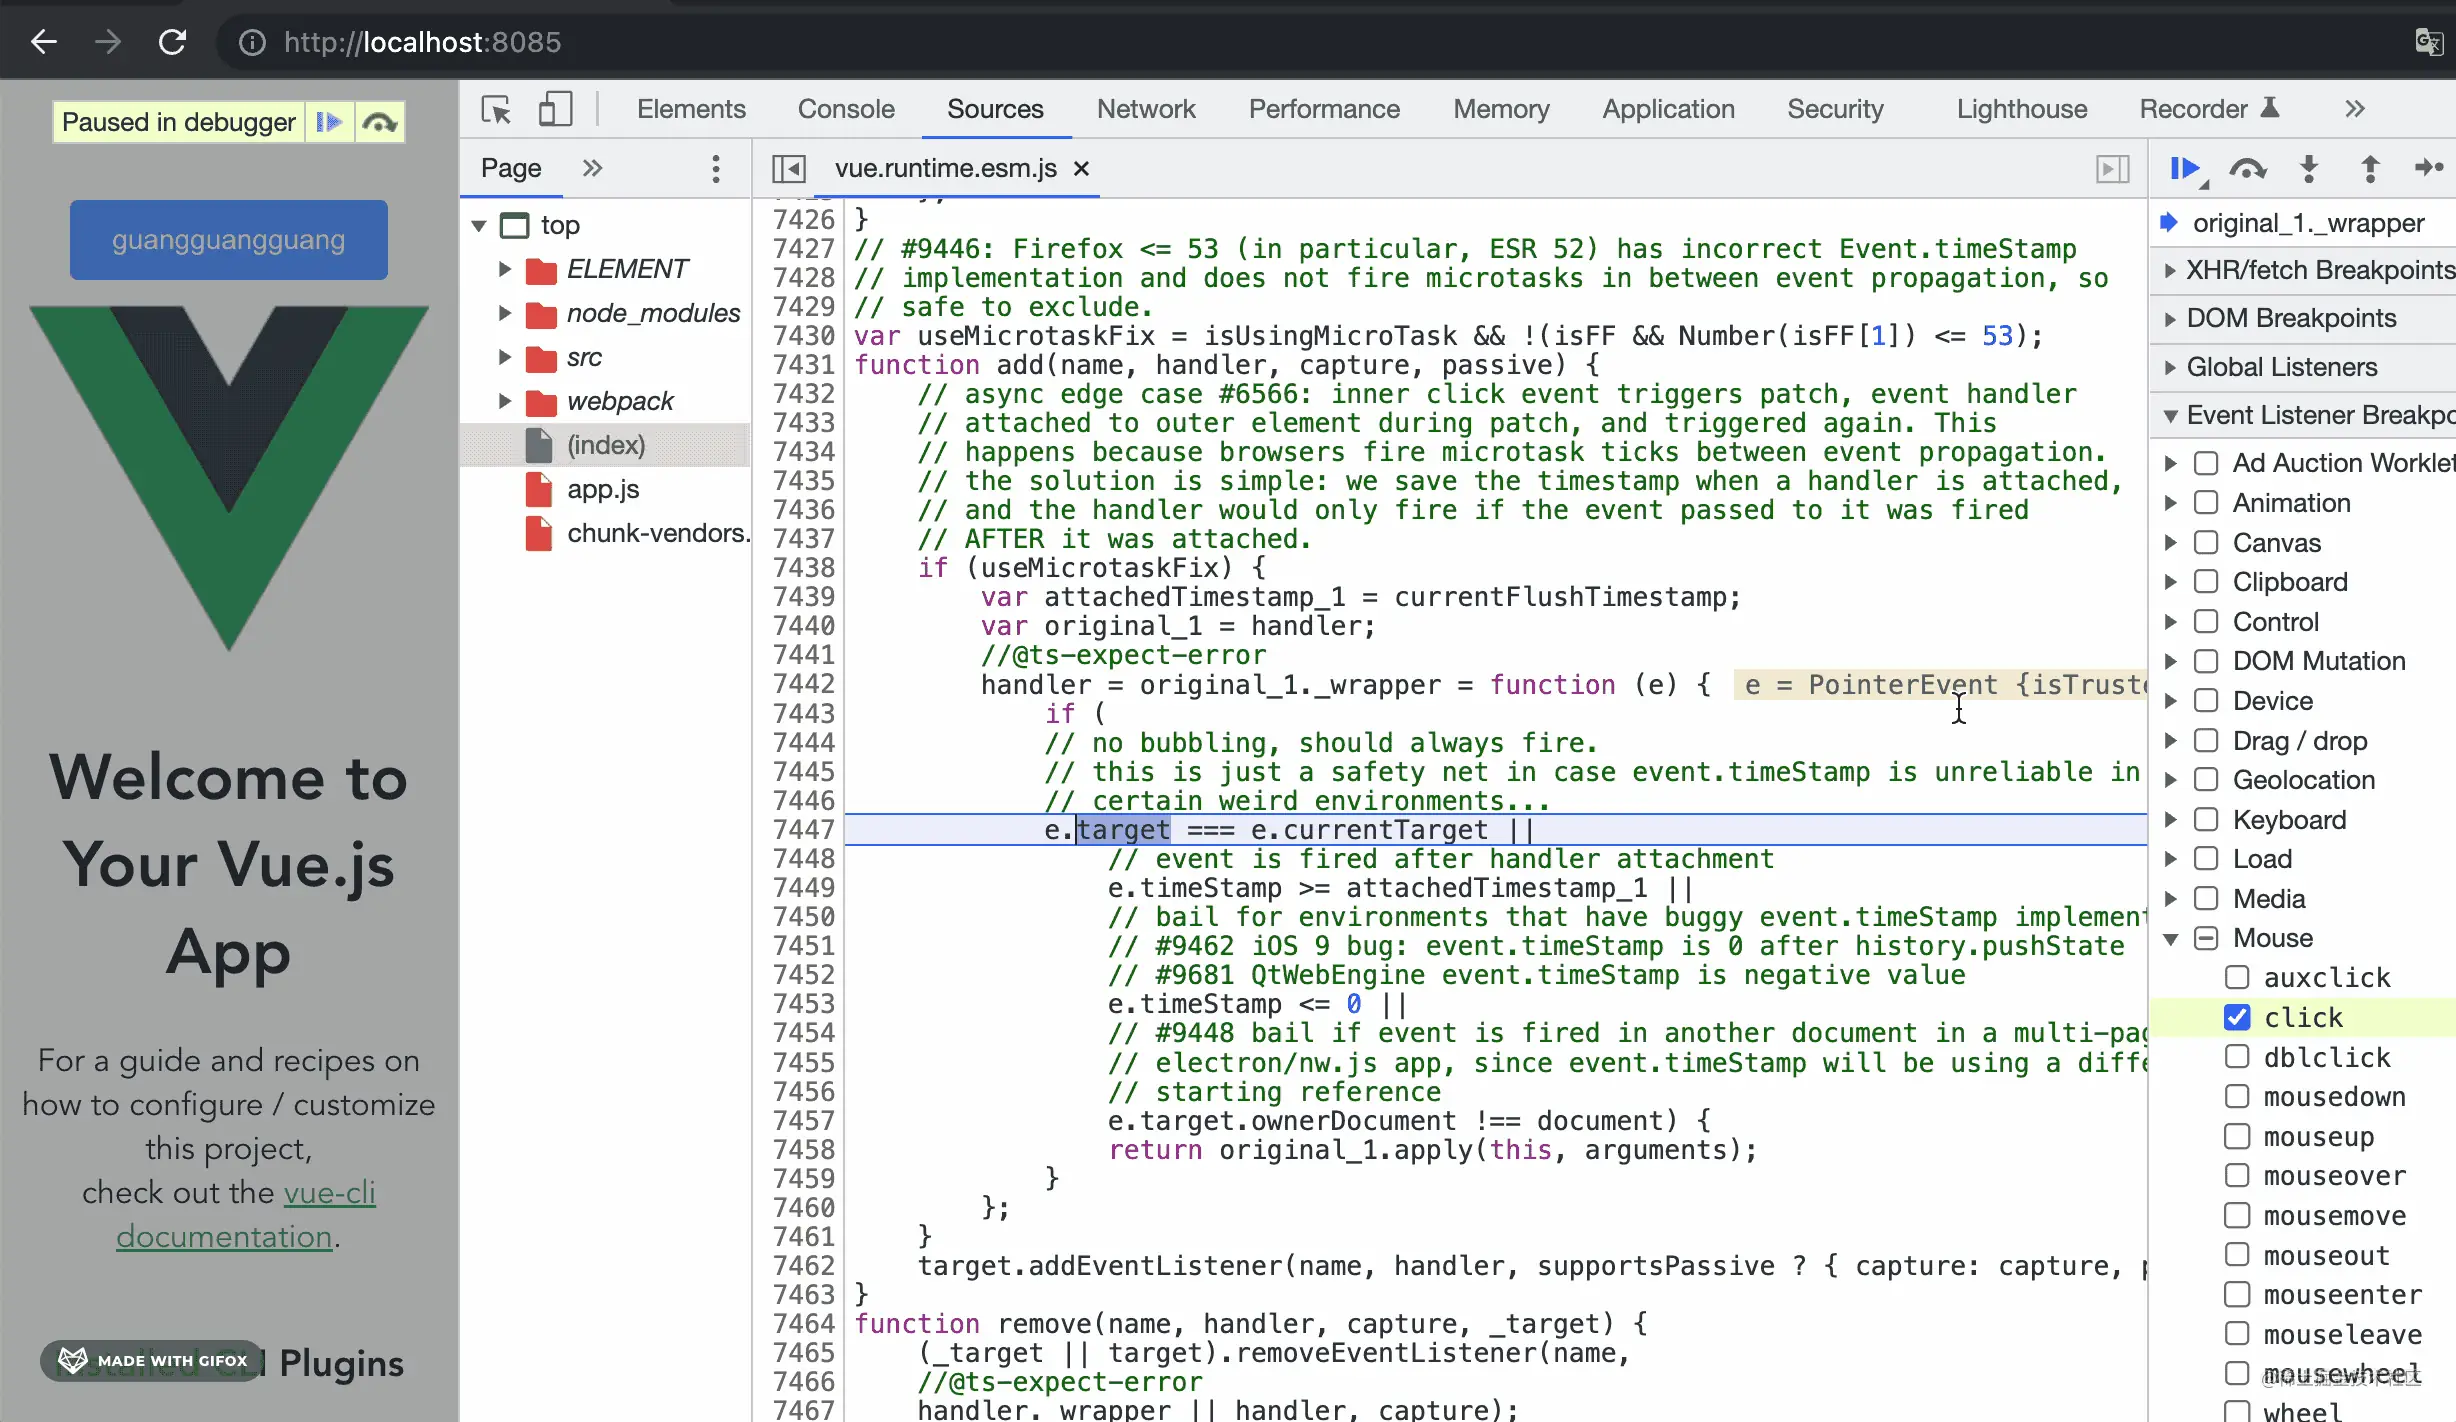 http://localhost:8085
Paused in debugger
guangguangguang
Welcome to
Your Vue.js
App
For a guide and recipes on
how to configure / customize
this project,
check out the vue-cli
documentation.
MADE WITH GIFOX
Installed CLI Plugins
Elements Console Sources Network Performance Memory Application Security Lighthouse Recorder
Page
top
ELEMENT
node_modules
src
webpack
(index)
app.js
chunk-vendors.
vue.runtime.esm.js
7426 }
7427 // #9446: Firefox <= 53 (in particular, ESR 52) has incorrect Event.timeStamp
7428 // implementation and does not fire microtasks in between event propagation, so
7429 // safe to exclude.
7430 var useMicrotaskFix = isUsingMicroTask && !(isFF && Number(isFF[1]) <= 53);
7431 function add(name, handler, capture, passive) {
7432 // async edge case #6566: inner click event triggers patch, event handler
7433 // attached to outer element during patch, and triggered again. This
7434 // happens because browsers fire microtask ticks between event propagation.
7435 // the solution is simple: we save the timestamp when a handler is attached,
7436 // and the handler would only fire if the event passed to it was fired
7437 // AFTER it was attached.
7438 if (useMicrotaskFix) {
7439 var attachedTimestamp_1 = currentFlushTimestamp;
7440 var original_1 = handler;
7441 //@ts-expect-error
7442 handler = original_1._wrapper = function (e) { e = PointerEvent {isTruste
7443 if (
7444 // no bubbling, should always fire.
7445 // this is just a safety net in case event.timeStamp is unreliable in
7446 // certain weird environments...
7447 e.target === e.currentTarget ||
7448 // event is fired after handler attachment
7449 e.timeStamp >= attachedTimestamp_1 ||
7450 // bail for environments that have buggy event.timeStamp implement
7451 // #9462 iOS 9 bug: event.timeStamp is 0 after history.pushState
7452 // #9681 QtWebEngine event.timeStamp is negative value
7453 e.timeStamp <= 0 ||
7454 // #9448 bail if event is fired in another document in a multi-pag
7455 // electron/nw.js app, since event.timeStamp will be using a diffe
7456 // starting reference
7457 e.target.ownerDocument !== document) {
7458 return original_1.apply(this, arguments);
7459 }
7460 };
7461 }
7462 target.addEventListener(name, handler, supportsPassive ? { capture: capture, p
7463 }
7464 function remove(name, handler, capture, _target) {
7465 (_target || target).removeEventListener(name,
7466 //@ts-expect-error
7467 handler._wrapper || handler, capture);
original_1._wrapper
XHR/fetch Breakpoints
DOM Breakpoints
Global Listeners
Event Listener Breakpo
Ad Auction Worklet
Animation
Canvas
Clipboard
Control
DOM Mutation
Device
Drag / drop
Geolocation
Keyboard
Load
Media
Mouse
auxclick
click
dblclick
mousedown
mouseup
mouseover
mousemove
mouseout
mouseenter
mouseleave
mousewheel
@稀土掘金技术社区
wheel